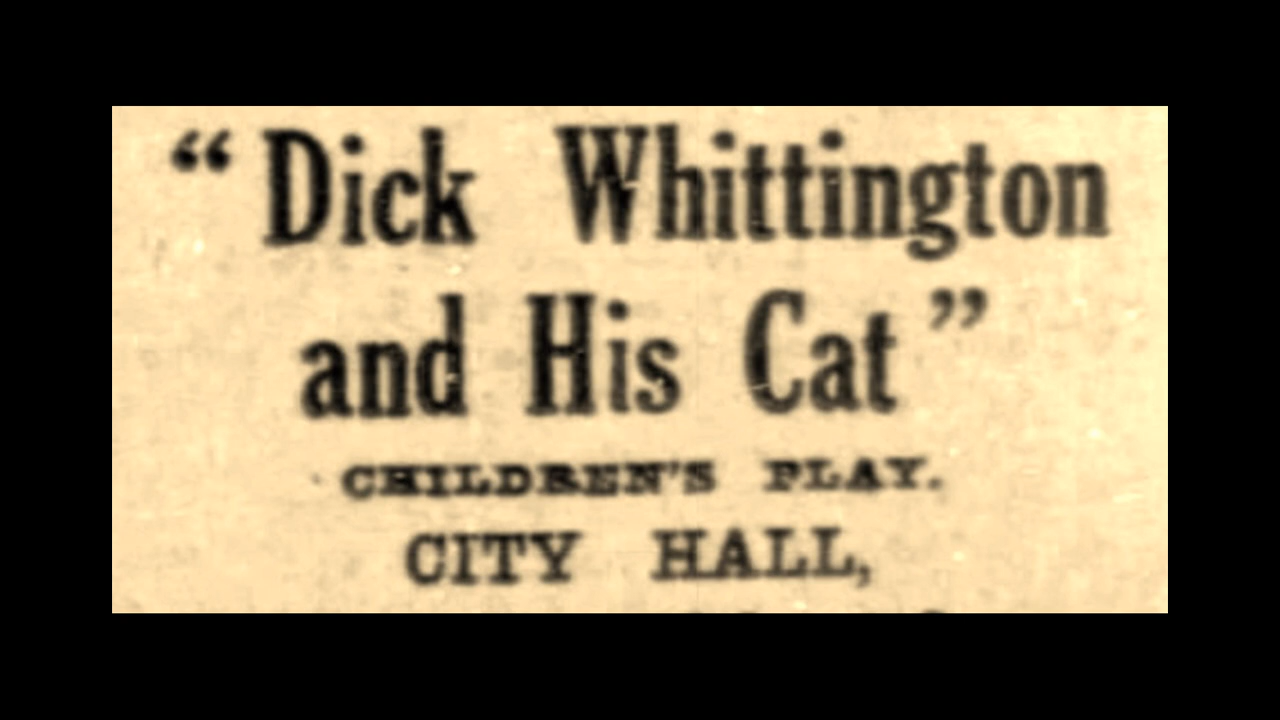 “Dick Whittington
and His Cat”
CHILDREN'S PLAY.
CITY HALL,